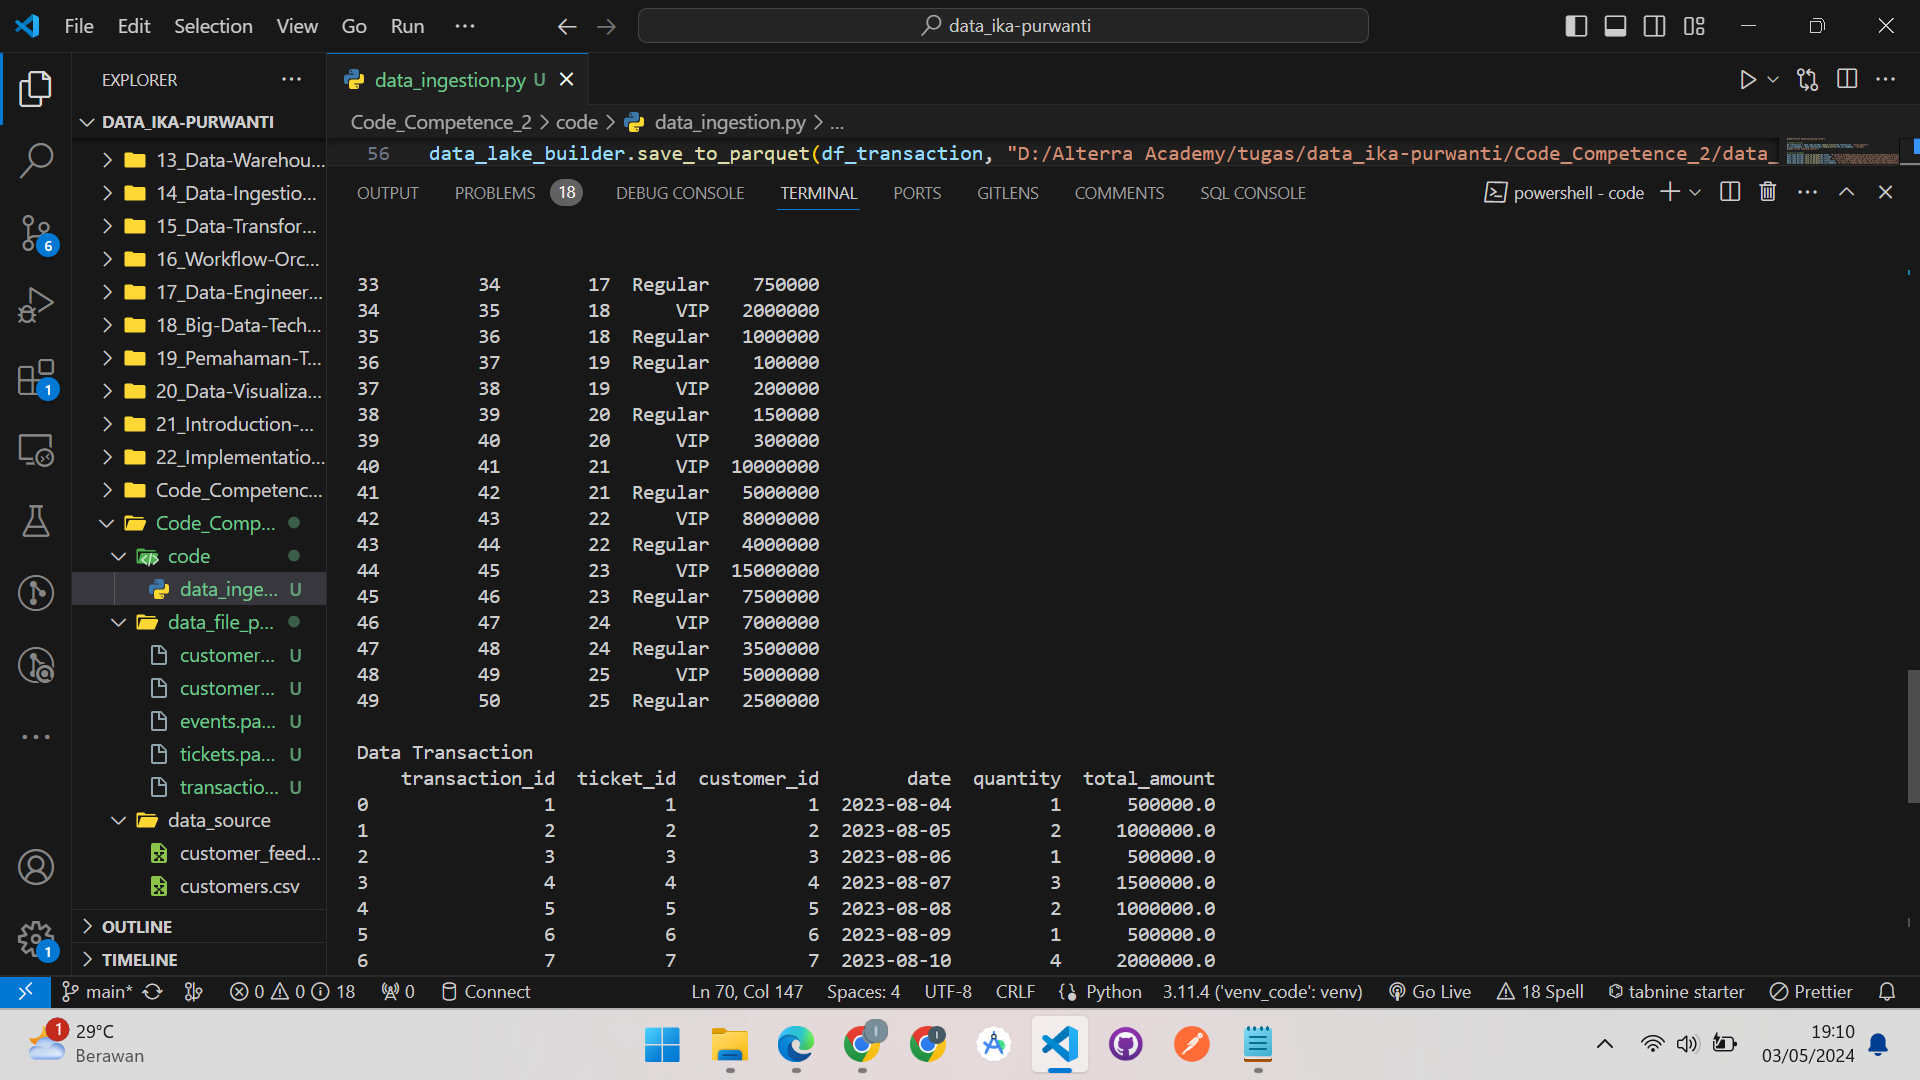 File Edit Selection View Go Run ... data_ika-purwanti
EXPLORER
data_ingestion.py U
DATA_IKA-PURWANTI
Code_Competence_2 > code > data_ingestion.py > ...
56 data_lake_builder.save_to_parquet(df_transaction, "D:/Alterra Academy/tugas/data_ika-purwanti/Code_Competence_2/data_
OUTPUT PROBLEMS 18 DEBUG CONSOLE TERMINAL PORTS GITLENS COMMENTS SQL CONSOLE powershell - code
13_Data-Warehou...
14_Data-Ingestio...
15_Data-Transfor...
16_Workflow-Orc...
17_Data-Engineer...
18_Big-Data-Tech...
19_Pemahaman-T...
20_Data-Visualiza...
21_Introduction-...
22_Implementatio...
Code_Competenc...
Code_Comp...
code
data_inge... U
data_file_p...
customer... U
customer... U
events.pa... U
tickets.pa... U
transactio... U
data_source
customer_feed...
customers.csv
OUTLINE
TIMELINE
6
1
1
33 34 17 Regular 750000
34 35 18 VIP 2000000
35 36 18 Regular 1000000
36 37 19 Regular 100000
37 38 19 VIP 200000
38 39 20 Regular 150000
39 40 20 VIP 300000
40 41 21 VIP 10000000
41 42 21 Regular 5000000
42 43 22 VIP 8000000
43 44 22 Regular 4000000
44 45 23 VIP 15000000
45 46 23 Regular 7500000
46 47 24 VIP 7000000
47 48 24 Regular 3500000
48 49 25 VIP 5000000
49 50 25 Regular 2500000
Data Transaction
transaction_id ticket_id customer_id date quantity total_amount
0 1 1 1 2023-08-04 1 500000.0
1 2 2 2 2023-08-05 2 1000000.0
2 3 3 3 2023-08-06 1 500000.0
3 4 4 4 2023-08-07 3 1500000.0
4 5 5 5 2023-08-08 2 1000000.0
5 6 6 6 2023-08-09 1 500000.0
6 7 7 7 2023-08-10 4 2000000.0
main* 0 0 18 0 Connect Ln 70, Col 147 Spaces: 4 UTF-8 CRLF Python 3.11.4 ('venv_code': venv) Go Live 18 Spell tabnine starter Prettier
1 29°C
Berawan
19:10
03/05/2024